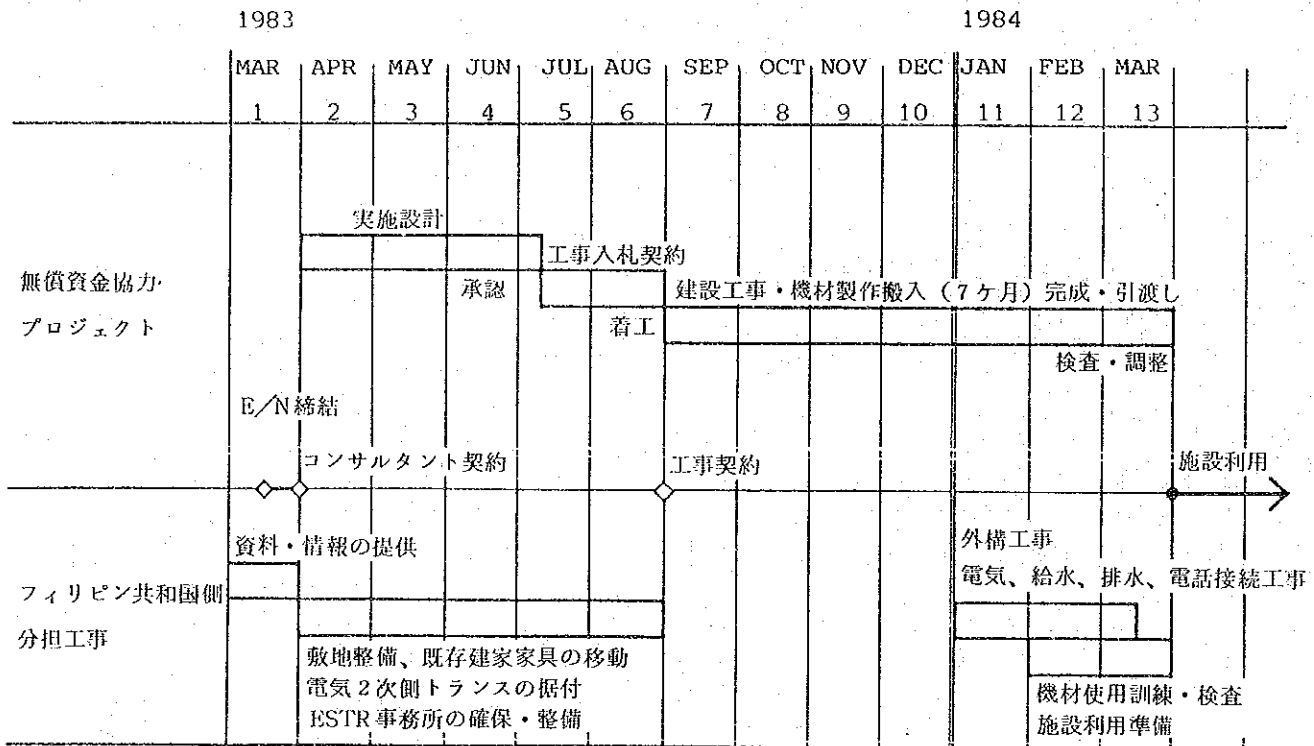 1983 1984
MAR APR MAY JUN JUL AUG SEP OCT NOV DEC JAN FEB MAR
1 2 3 4 5 6 7 8 9 10 11 12 13
実施設計
工事入札契約
無償資金協力
承認
建設工事・機材製作搬入（7ケ月）完成・引渡し
プロジェクト
着工
検査・調整
E/N締結
コンサルタント契約
工事契約
施設利用
資料・情報の提供
外構工事
電気、給水、排水、電話接続工事
フィリピン共和国側
分担工事
敷地整備、既存建家家具の移動
電気2次側トランスの据付
ESTR事務所の確保・整備
機材使用訓練・検査
施設利用準備